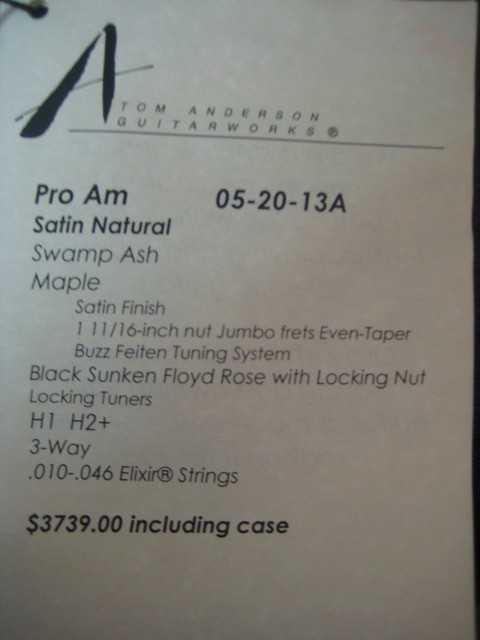 TOM ANDERSON
GUITARWORKS®
Pro Am 05-20-13A
Satin Natural
Swamp Ash
Maple
Satin Finish
1 11/16-inch nut Jumbo frets Even-Taper
Buzz Feiten Tuning System
Black Sunken Floyd Rose with Locking Nut
Locking Tuners
H1 H2+
3-Way
.010-.046 Elixir® Strings
$3739.00 including case